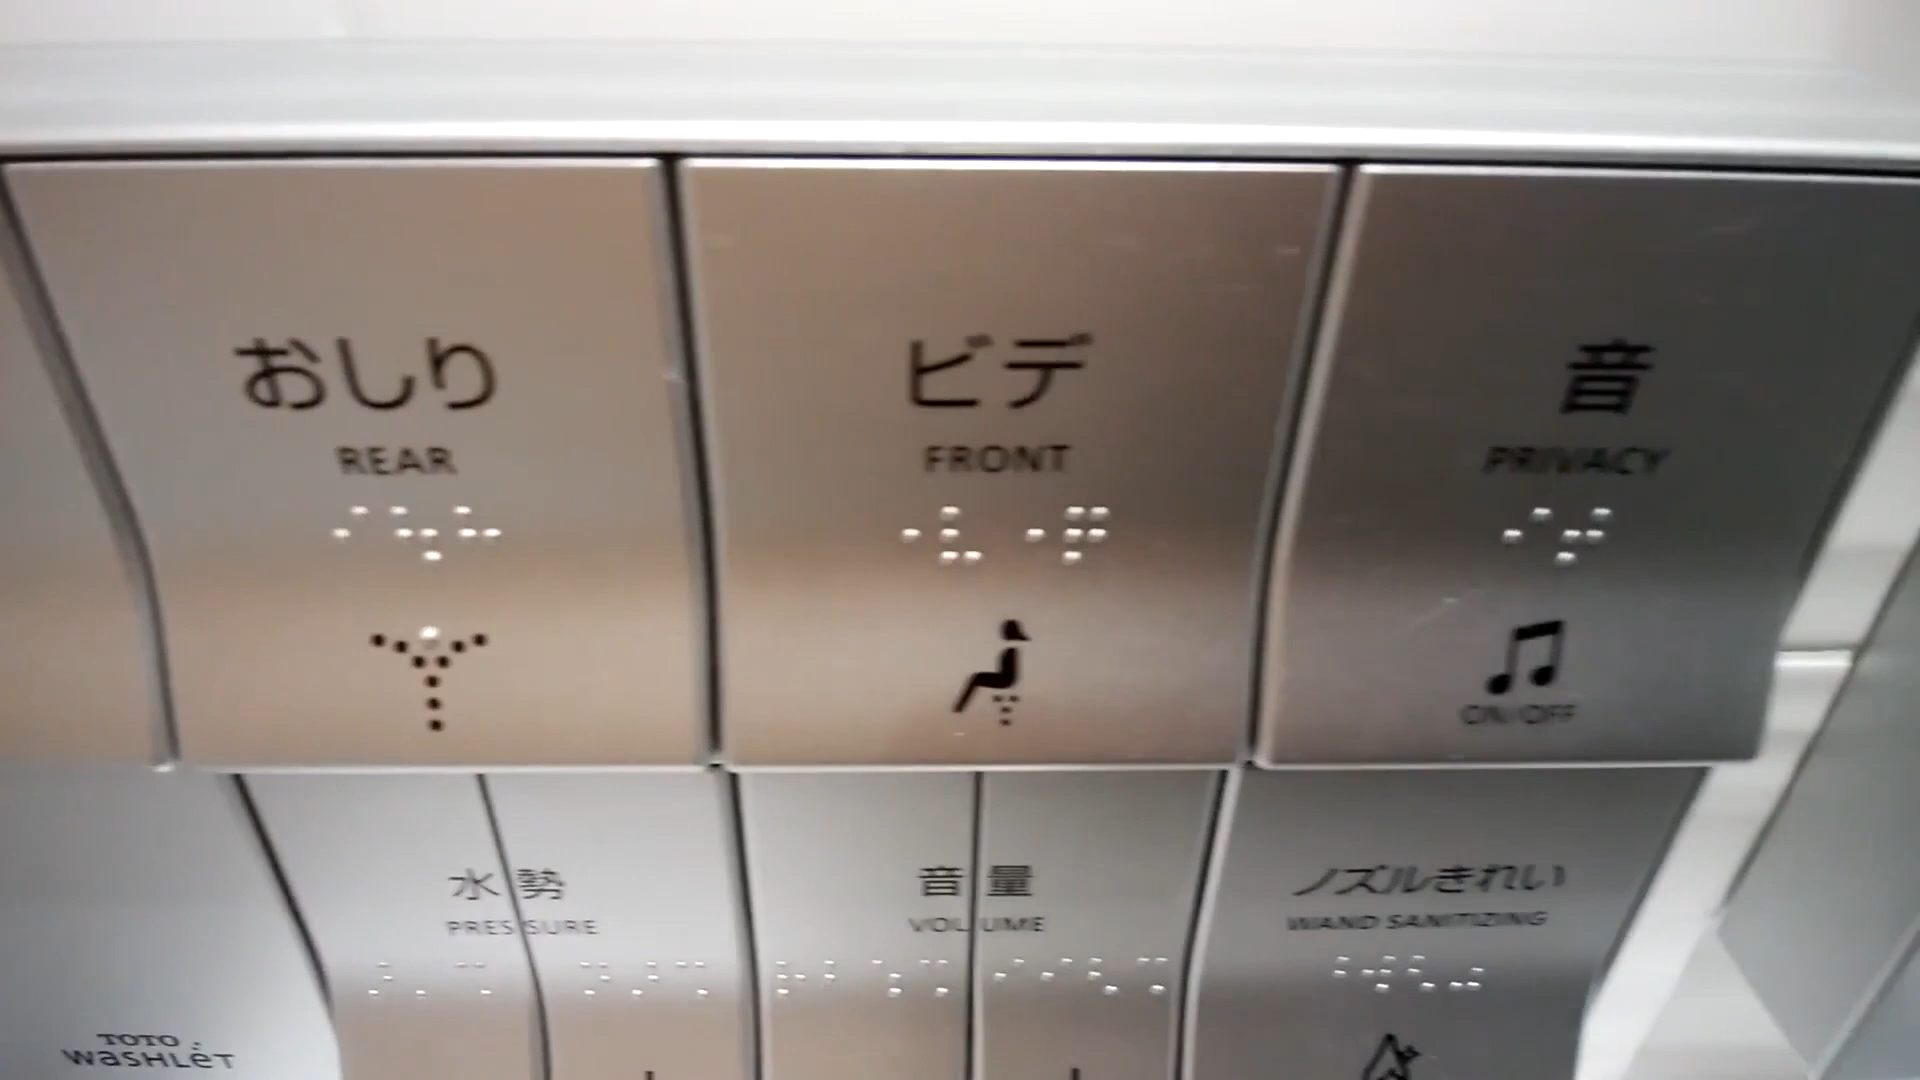 おしり
REAR
ビデ
FRONT
音
PRIVACY
ON/OFF
水勢
PRESSURE
音量
VOLUME
ノズルきれい
WAND SANITIZING
TOTO
WASHLET